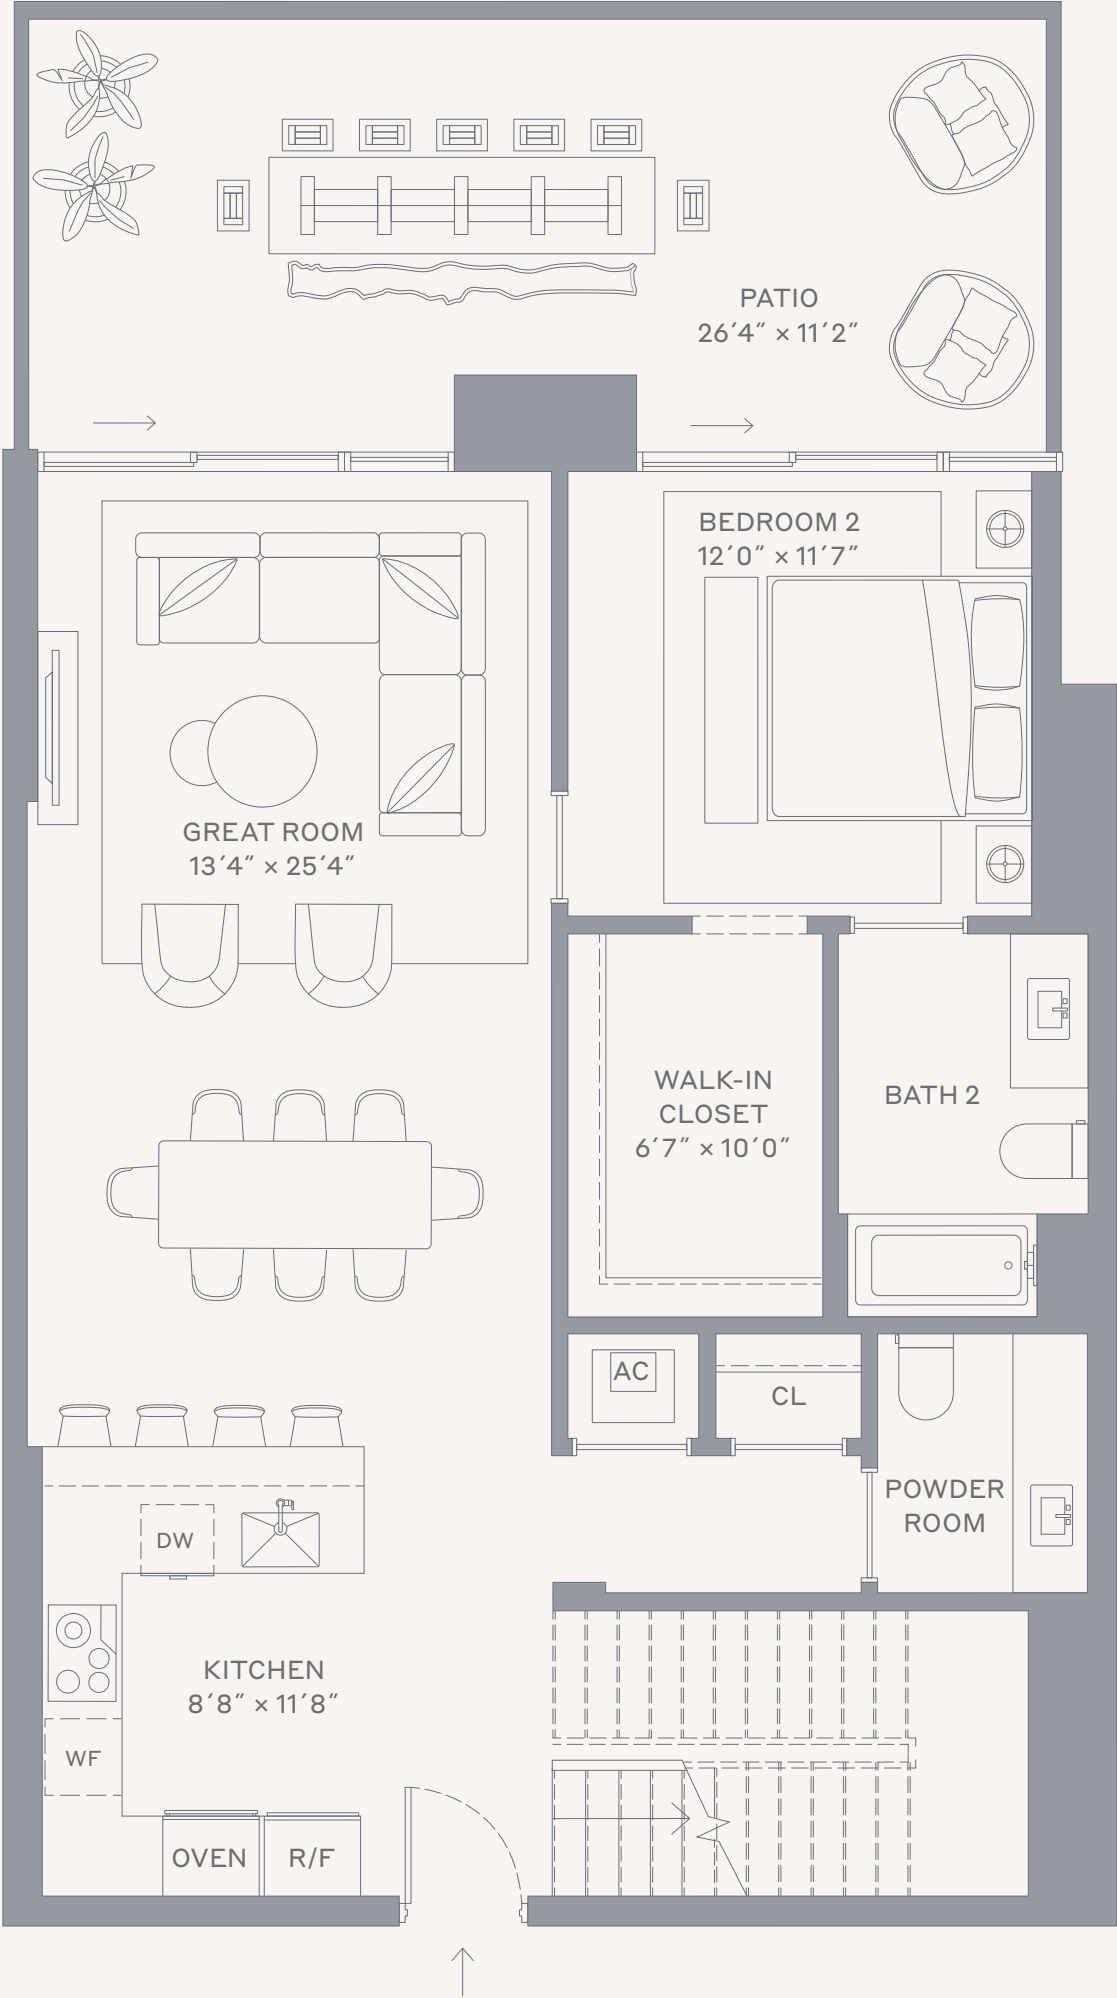 PATIO
26′4″ × 11′2″
BEDROOM 2
12′0″ × 11′7″
GREAT ROOM
13′4″ × 25′4″
WALK-IN
CLOSET
6′7″ × 10′0″
BATH 2
AC
CL
POWDER
ROOM
DW
KITCHEN
8′8″ × 11′8″
WF
OVEN
R/F